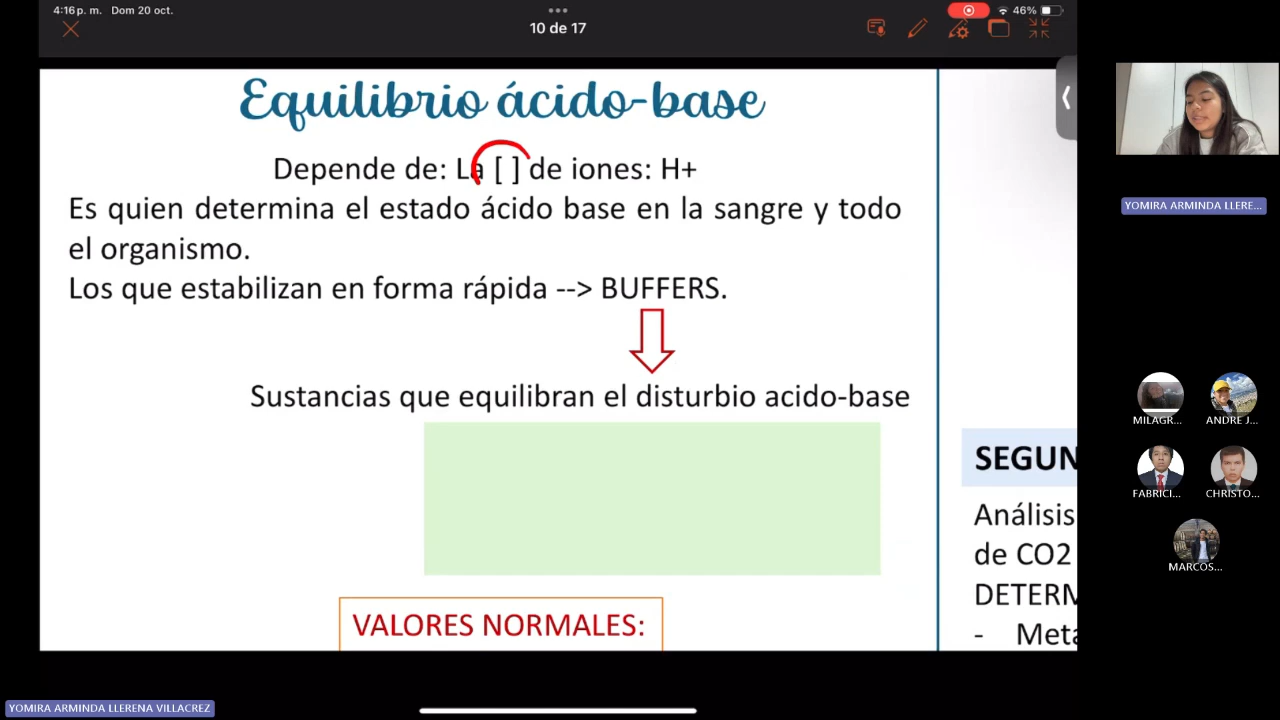 4:16 p. m. Dom 20 oct.
46%
10 de 17
Equilibrio ácido-base
Depende de: La [ ] de iones: H+
Es quien determina el estado ácido base en la sangre y todo
el organismo.
Los que estabilizan en forma rápida --> BUFFERS.
Sustancias que equilibran el disturbio acido-base
VALORES NORMALES:
SEGUN
Análisis
de CO2
DETERM
- Meta
YOMIRA ARMINDA LLERE...
MILAGR...
ANDRE J...
FABRICI...
CHRISTO...
MARCOS...
YOMIRA ARMINDA LLERENA VILLACREZ